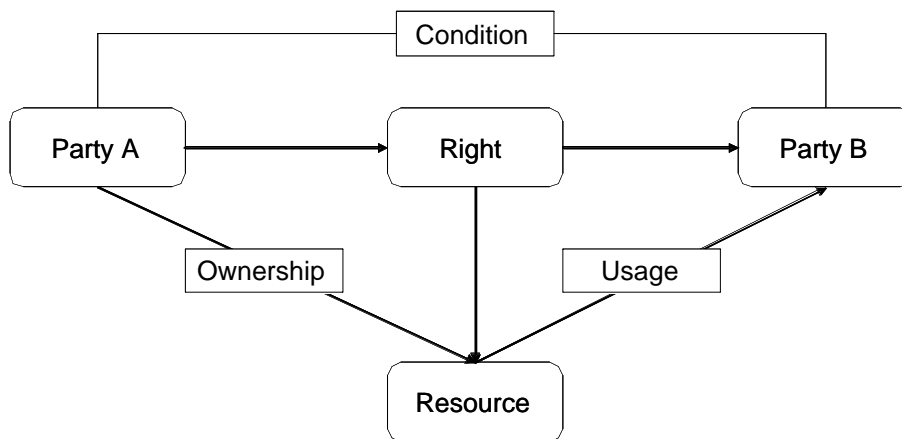 Condition
Party A
Right
Party B
Ownership
Usage
Resource